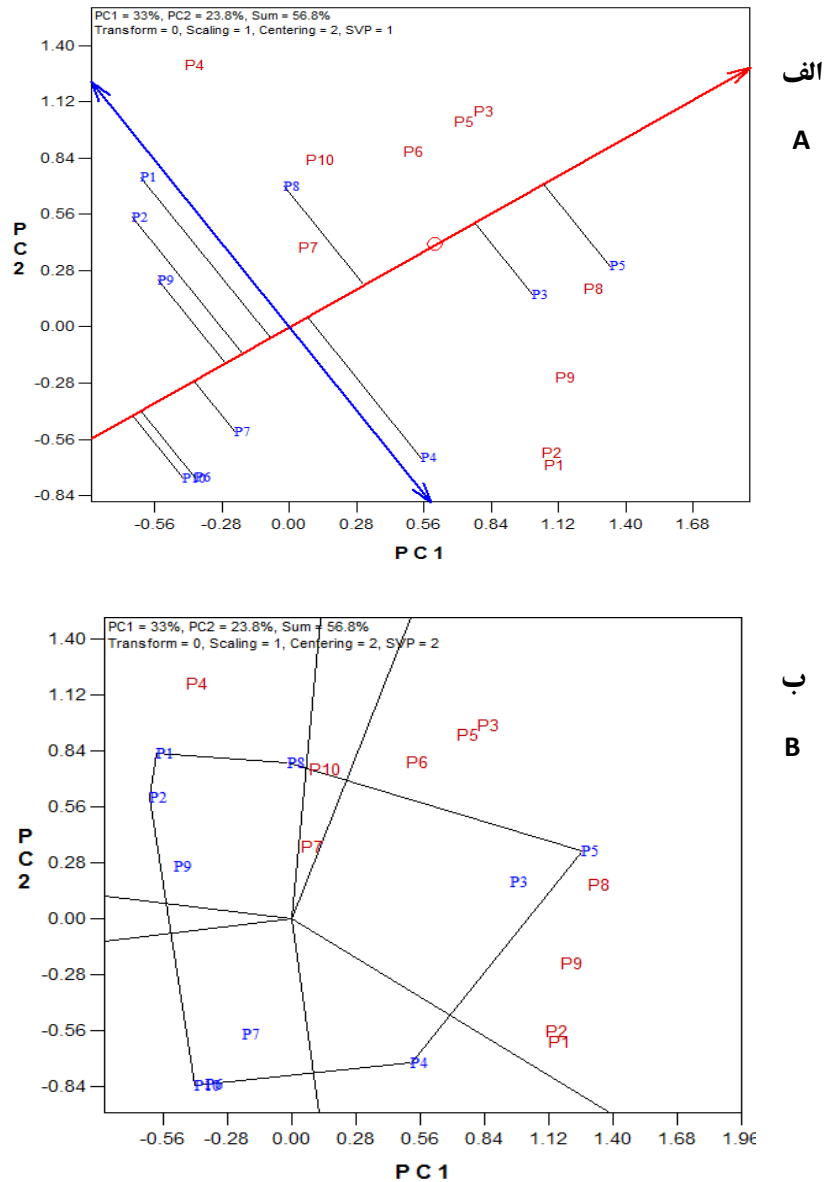 PC1 = 33%, PC2 = 23.8%, Sum = 56.8%
Transform = 0, Scaling = 1, Centering = 2, SVP = 1
1.40
1.12
0.84
0.56
0.28
0.00
-0.28
-0.56
-0.84
PC2
P4
P3
P5
P6
P10
P1
P8
P2
P7
P9
P5
P8
P3
P9
P7
P4
P2
P1
P10
P6
-0.56 -0.28 0.00 0.28 0.56 0.84 1.12 1.40 1.68
PC1
الف
A
PC1 = 33%, PC2 = 23.8%, Sum = 56.8%
Transform = 0, Scaling = 1, Centering = 2, SVP = 2
1.40
1.12
0.84
0.56
0.28
0.00
-0.28
-0.56
-0.84
PC2
P4
P3
P5
P1
P8
P10
P6
P2
P7
P5
P9
P3
P8
P9
P7
P2
P1
P4
P10
P6
-0.56 -0.28 0.00 0.28 0.56 0.84 1.12 1.40 1.68 1.96
PC1
ب
B